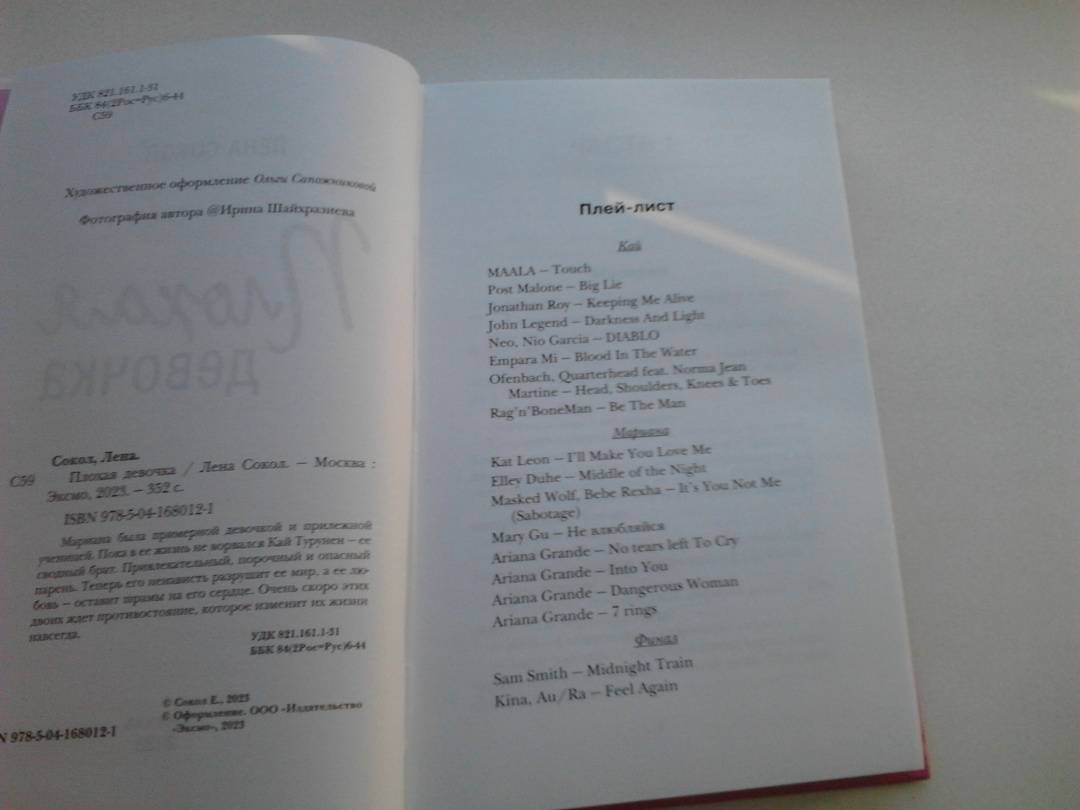 УДК 821.161.1-31
ББК 84(2Рос=Рус)6-44
С59
Художественное оформление Ольги Сапожниковой
Фотография автора @Ирина Шайхразиева
Плохая
девочка
Сокол, Лена.
С59 Плохая девочка / Лена Сокол. – Москва :
Эксмо, 2023. – 352 с.
ISBN 978-5-04-168012-1
Мариана была примерной девочкой и прилежной
ученицей. Пока в ее жизнь не ворвался Кай Турунен – ее
сводный брат. Привлекательный, порочный и опасный
парень. Теперь его ненависть разрушит ее мир, а ее лю-
бовь – оставит шрамы на его сердце. Очень скоро этих
двоих ждет противостояние, которое изменит их жизни
навсегда.
УДК 821.161.1-31
ББК 84(2Рос=Рус)6-44
© Сокол Е., 2023
© Оформление. ООО «Издательство
«Эксмо», 2023
N 978-5-04-168012-1
ЛЕНА СОКОЛ
Плей-лист
Кай
MAALA – Touch
Post Malone – Big Lie
Jonathan Roy – Keeping Me Alive
John Legend – Darkness And Light
Neo, Nio Garcia – DIABLO
Empara Mi – Blood In The Water
Ofenbach, Quarterhead feat. Norma Jean
Martine – Head, Shoulders, Knees & Toes
Rag'n'BoneMan – Be The Man
Мариана
Kat Leon – I'll Make You Love Me
Elley Duhe – Middle of the Night
Masked Wolf, Bebe Rexha – It's You Not Me
(Sabotage)
Mary Gu – Не влюбляйся
Ariana Grande – No tears left To Cry
Ariana Grande – Into You
Ariana Grande – Dangerous Woman
Ariana Grande – 7 rings
Финал
Sam Smith – Midnight Train
Kina, Au/Ra – Feel Again